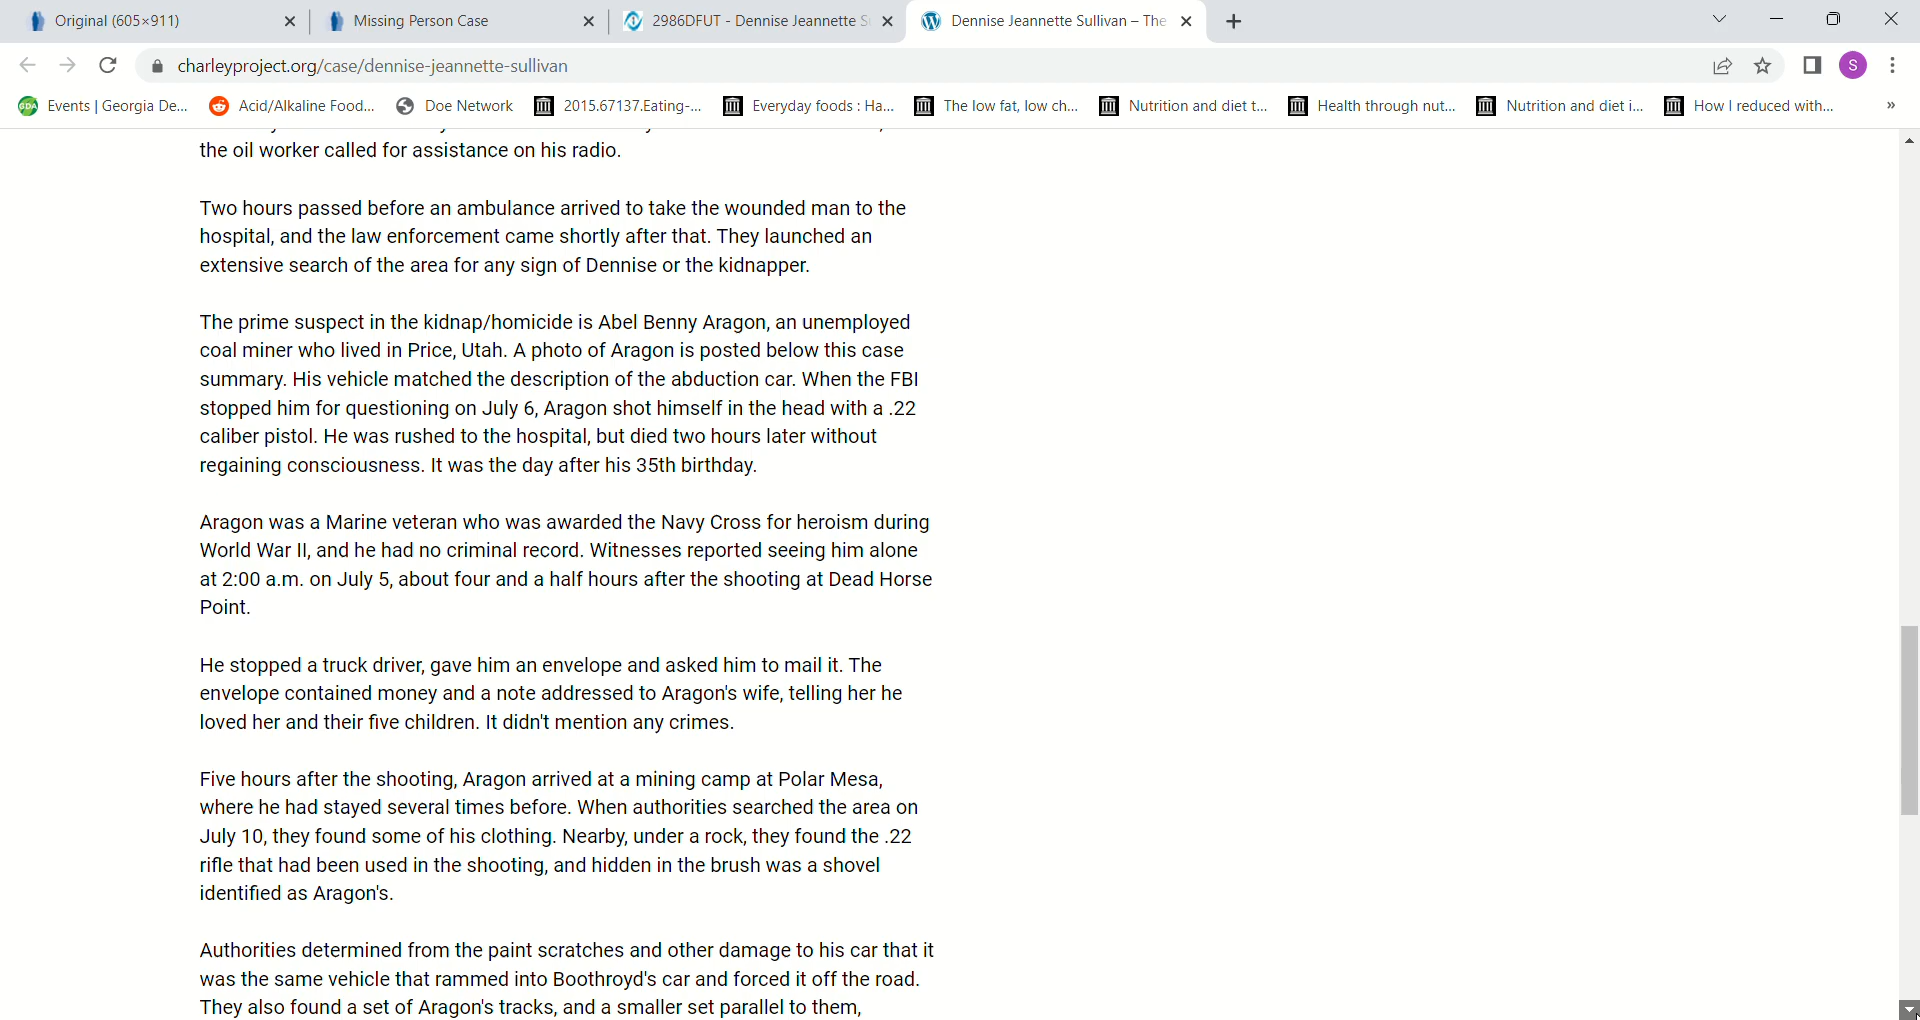 Original (605×911)
Missing Person Case
2986DFUT - Dennise Jeannette S
Dennise Jeannette Sullivan – The
charleyproject.org/case/dennise-jeannette-sullivan
S
GDA
Events | Georgia De...
Acid/Alkaline Food...
Doe Network
2015.67137.Eating-...
Everyday foods : Ha...
The low fat, low ch...
Nutrition and diet t...
Health through nut...
Nutrition and diet i...
How I reduced with...
»
the oil worker called for assistance on his radio.
Two hours passed before an ambulance arrived to take the wounded man to the
hospital, and the law enforcement came shortly after that. They launched an
extensive search of the area for any sign of Dennise or the kidnapper.
The prime suspect in the kidnap/homicide is Abel Benny Aragon, an unemployed
coal miner who lived in Price, Utah. A photo of Aragon is posted below this case
summary. His vehicle matched the description of the abduction car. When the FBI
stopped him for questioning on July 6, Aragon shot himself in the head with a .22
caliber pistol. He was rushed to the hospital, but died two hours later without
regaining consciousness. It was the day after his 35th birthday.
Aragon was a Marine veteran who was awarded the Navy Cross for heroism during
World War II, and he had no criminal record. Witnesses reported seeing him alone
at 2:00 a.m. on July 5, about four and a half hours after the shooting at Dead Horse
Point.
He stopped a truck driver, gave him an envelope and asked him to mail it. The
envelope contained money and a note addressed to Aragon's wife, telling her he
loved her and their five children. It didn't mention any crimes.
Five hours after the shooting, Aragon arrived at a mining camp at Polar Mesa,
where he had stayed several times before. When authorities searched the area on
July 10, they found some of his clothing. Nearby, under a rock, they found the .22
rifle that had been used in the shooting, and hidden in the brush was a shovel
identified as Aragon's.
Authorities determined from the paint scratches and other damage to his car that it
was the same vehicle that rammed into Boothroyd's car and forced it off the road.
They also found a set of Aragon's tracks, and a smaller set parallel to them,